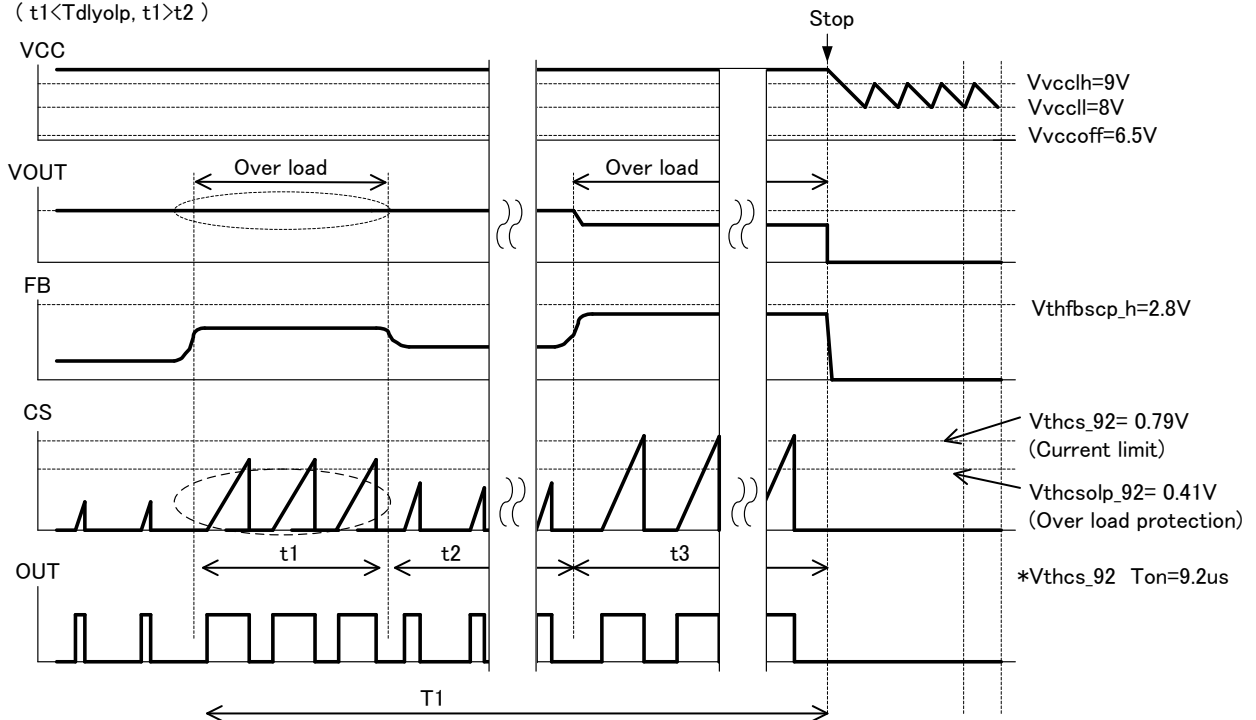 ( t1<Tdlyolp, t1>t2 )
Stop
VCC
Vvcclh=9V
Vvccll=8V
Vvccoff=6.5V
VOUT
Over load
Over load
FB
Vthfbscp_h=2.8V
CS
Vthcs_92= 0.79V
(Current limit)
Vthcsolp_92= 0.41V
(Over load protection)
t1
t2
t3
OUT
*Vthcs_92 Ton=9.2us
T1